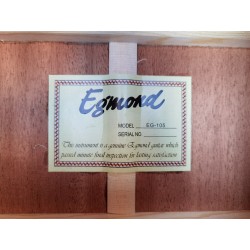 Egmond
MODEL EG-105
SERIAL NO
This instrument is a genuine Egmond guitar which
passed minute final inspection for lasting satisfaction